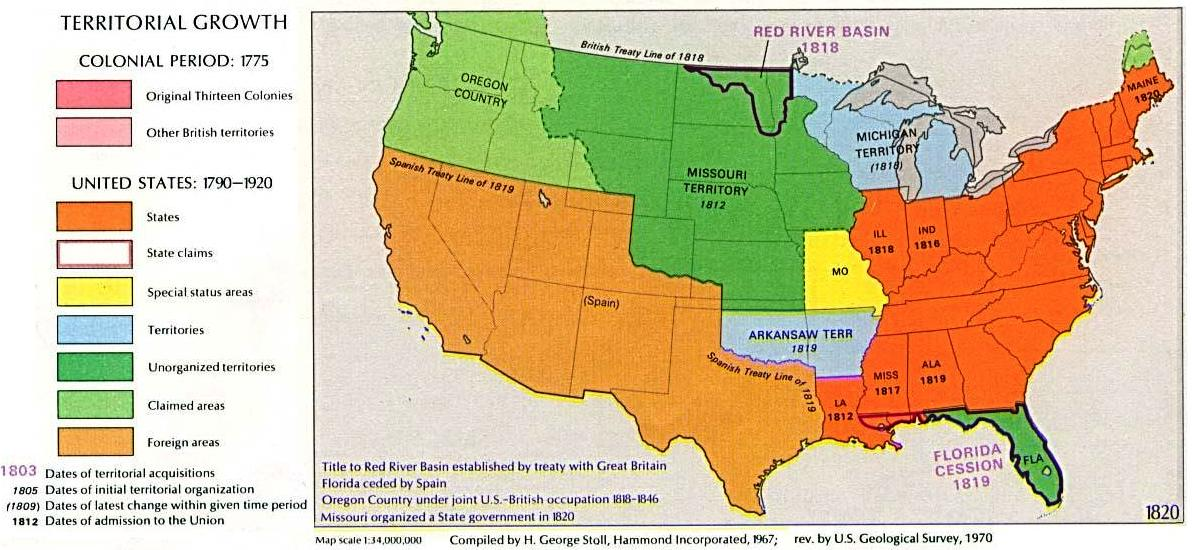 TERRITORIAL GROWTH
COLONIAL PERIOD: 1775
Original Thirteen Colonies
Other British territories
UNITED STATES: 1790–1920
States
State claims
Special status areas
Territories
Unorganized territories
Claimed areas
Foreign areas
1803 Dates of territorial acquisitions
1805 Dates of initial territorial organization
(1809) Dates of latest change within given time period
1812 Dates of admission to the Union
RED RIVER BASIN
1818
British Treaty Line of 1818
OREGON
COUNTRY
MAINE
1820
MICHIGAN
TERRITORY
(1818)
Spanish Treaty Line of 1819
MISSOURI
TERRITORY
1812
ILL
1818
IND
1816
MO
(Spain)
ARKANSAW TERR
1819
Spanish Treaty Line of 1819
MISS
1817
ALA
1819
LA
1812
FLORIDA
CESSION
1819
FLA
Title to Red River Basin established by treaty with Great Britain
Florida ceded by Spain
Oregon Country under joint U.S.-British occupation 1818-1846
Missouri organized a State government in 1820
1820
Map scale 1:34,000,000
Compiled by H. George Stoll, Hammond Incorporated, 1967; rev. by U.S. Geological Survey, 1970